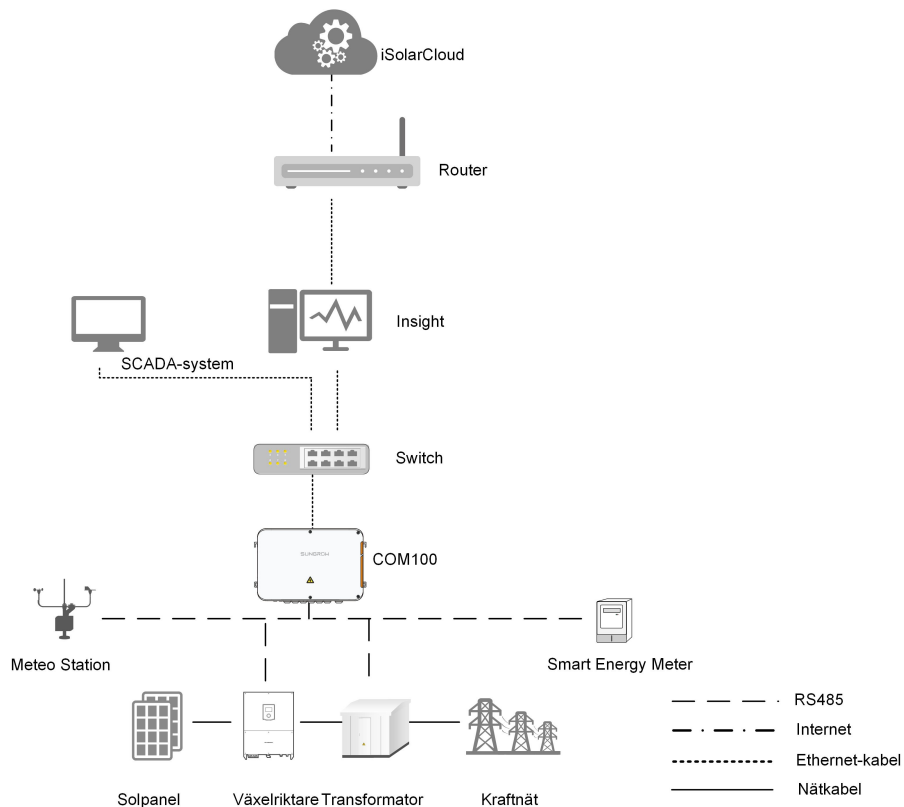 iSolarCloud
Router
Insight
SCADA-system
Switch
SUNGROW
COM100
Meteo Station
Smart Energy Meter
RS485
Internet
Ethernet-kabel
Nätkabel
Solpanel
Växelriktare
Transformator
Kraftnät